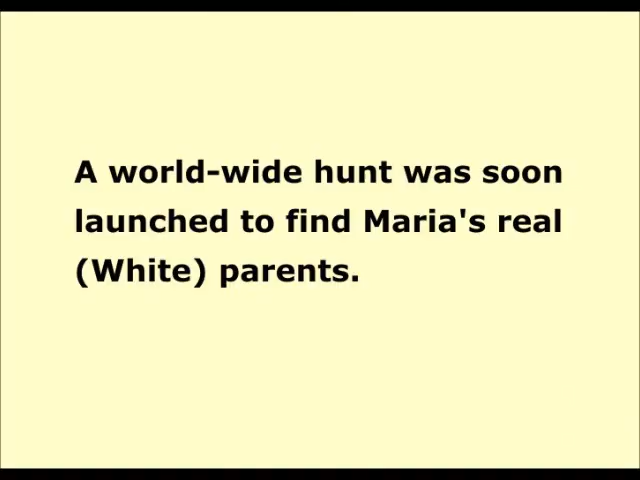 A world-wide hunt was soon
launched to find Maria's real
(White) parents.